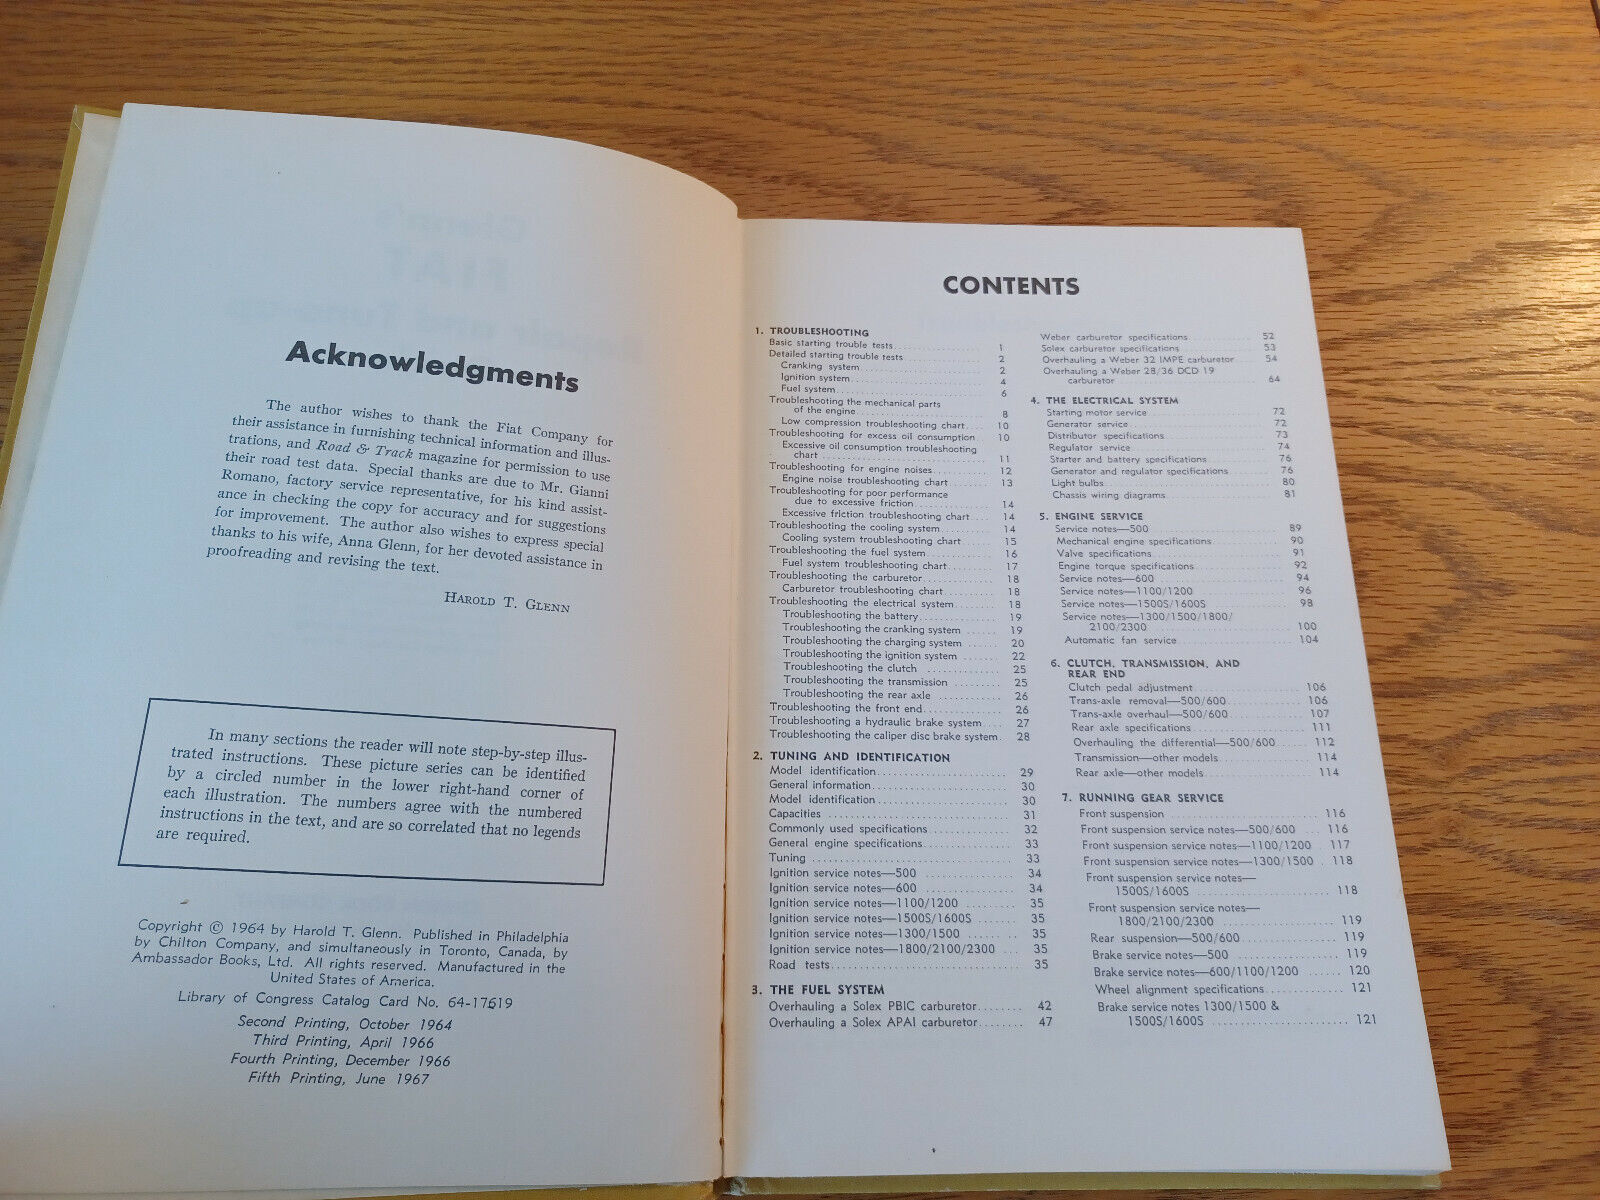 Acknowledgments
The author wishes to thank the Fiat Company for
their assistance in furnishing technical information and illus-
trations, and Road & Track magazine for permission to use
their road test data. Special thanks are due to Mr. Gianni
Romano, factory service representative, for his kind assist-
ance in checking the copy for accuracy and for suggestions
for improvement. The author also wishes to express special
thanks to his wife, Anna Glenn, for her devoted assistance in
proofreading and revising the text.
HAROLD T. GLENN
In many sections the reader will note step-by-step illus-
trated instructions. These picture series can be identified
by a circled number in the lower right-hand corner of
each illustration. The numbers agree with the numbered
instructions in the text, and are so correlated that no legends
are required.
Copyright © 1964 by Harold T. Glenn. Published in Philadelphia
by Chilton Company, and simultaneously in Toronto, Canada, by
Ambassador Books, Ltd. All rights reserved. Manufactured in the
United States of America.
Library of Congress Catalog Card No. 64-17619
Second Printing, October 1964
Third Printing, April 1966
Fourth Printing, December 1966
Fifth Printing, June 1967
CONTENTS
1. TROUBLESHOOTING
Basic starting trouble tests 1
Detailed starting trouble tests 2
Cranking system 2
Ignition system 4
Fuel system 6
Troubleshooting the mechanical parts
of the engine 8
Low compression troubleshooting chart 10
Troubleshooting for excess oil consumption 10
Excessive oil consumption troubleshooting
chart 11
Troubleshooting for engine noises 12
Engine noise troubleshooting chart 13
Troubleshooting for poor performance
due to excessive friction 14
Excessive friction troubleshooting chart 14
Troubleshooting the cooling system 14
Cooling system troubleshooting chart 15
Troubleshooting the fuel system 16
Fuel system troubleshooting chart 17
Troubleshooting the carburetor 18
Carburetor troubleshooting chart 18
Troubleshooting the electrical system 18
Troubleshooting the battery 19
Troubleshooting the cranking system 19
Troubleshooting the charging system 20
Troubleshooting the ignition system 22
Troubleshooting the clutch 25
Troubleshooting the transmission 25
Troubleshooting the rear axle 26
Troubleshooting the front end 26
Troubleshooting a hydraulic brake system 27
Troubleshooting the caliper disc brake system 28
2. TUNING AND IDENTIFICATION
Model identification 29
General information 30
Model identification 30
Capacities 31
Commonly used specifications 32
General engine specifications 33
Tuning 33
Ignition service notes—500 34
Ignition service notes—600 34
Ignition service notes—1100/1200 35
Ignition service notes—1500S/1600S 35
Ignition service notes—1300/1500 35
Ignition service notes—1800/2100/2300 35
Road tests 35
3. THE FUEL SYSTEM
Overhauling a Solex PBIC carburetor 42
Overhauling a Solex APAI carburetor 47
Weber carburetor specifications 52
Solex carburetor specifications 53
Overhauling a Weber 32 IMPE carburetor 54
Overhauling a Weber 28/36 DCD 19
carburetor 64
4. THE ELECTRICAL SYSTEM
Starting motor service 72
Generator service 72
Distributor specifications 73
Regulator service 74
Starter and battery specifications 76
Generator and regulator specifications 76
Light bulbs 80
Chassis wiring diagrams 81
5. ENGINE SERVICE
Service notes—500 89
Mechanical engine specifications 90
Valve specifications 91
Engine torque specifications 92
Service notes—600 94
Service notes—1100/1200 96
Service notes—1500S/1600S 98
Service notes—1300/1500/1800/
2100/2300 100
Automatic fan service 104
6. CLUTCH, TRANSMISSION, AND
REAR END
Clutch pedal adjustment 106
Trans-axle removal—500/600 106
Trans-axle overhaul—500/600 107
Rear axle specifications 111
Overhauling the differential—500/600 112
Transmission—other models 114
Rear axle—other models 114
7. RUNNING GEAR SERVICE
Front suspension 116
Front suspension service notes—500/600 116
Front suspension service notes—1100/1200 117
Front suspension service notes—1300/1500 118
Front suspension service notes—
1500S/1600S 118
Front suspension service notes—
1800/2100/2300 119
Rear suspension—500/600 119
Brake service notes—500 119
Brake service notes—600/1100/1200 120
Wheel alignment specifications 121
Brake service notes 1300/1500 &
1500S/1600S 121